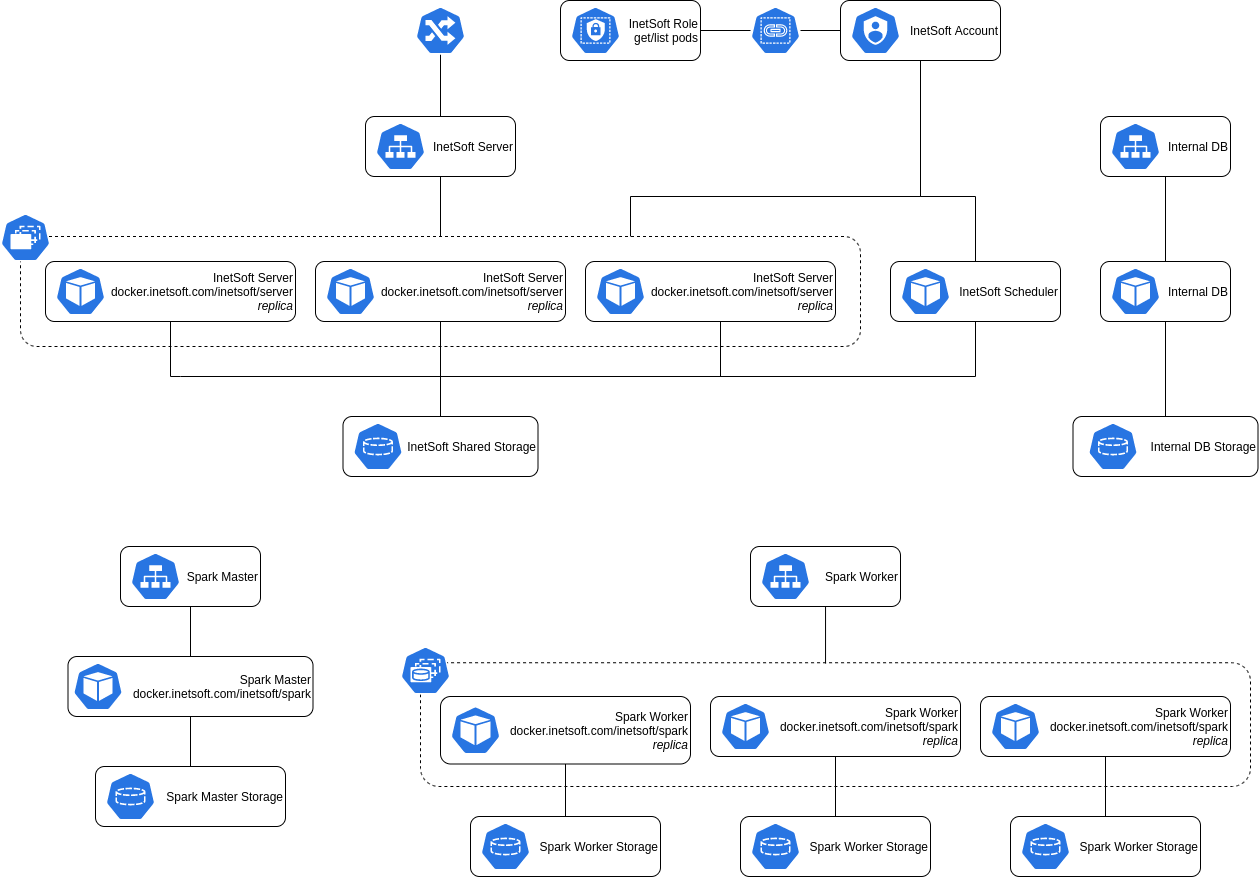 InetSoft Role
get/list pods
InetSoft Account
InetSoft Server
Internal DB
InetSoft Server
docker.inetsoft.com/inetsoft/server
replica
InetSoft Server
docker.inetsoft.com/inetsoft/server
replica
InetSoft Server
docker.inetsoft.com/inetsoft/server
replica
InetSoft Scheduler
Internal DB
InetSoft Shared Storage
Internal DB Storage
Spark Master
Spark Worker
Spark Master
docker.inetsoft.com/inetsoft/spark
Spark Worker
docker.inetsoft.com/inetsoft/spark
replica
Spark Worker
docker.inetsoft.com/inetsoft/spark
replica
Spark Worker
docker.inetsoft.com/inetsoft/spark
replica
Spark Master Storage
Spark Worker Storage
Spark Worker Storage
Spark Worker Storage